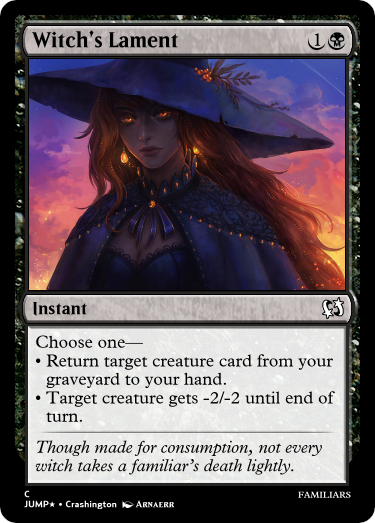 Witch's Lament 1
Instant
Choose one—
• Return target creature card from your
graveyard to your hand.
• Target creature gets -2/-2 until end of
turn.
Though made for consumption, not every
witch takes a familiar's death lightly.
C
JUMP★ • Crashington ARNAERR
FAMILIARS